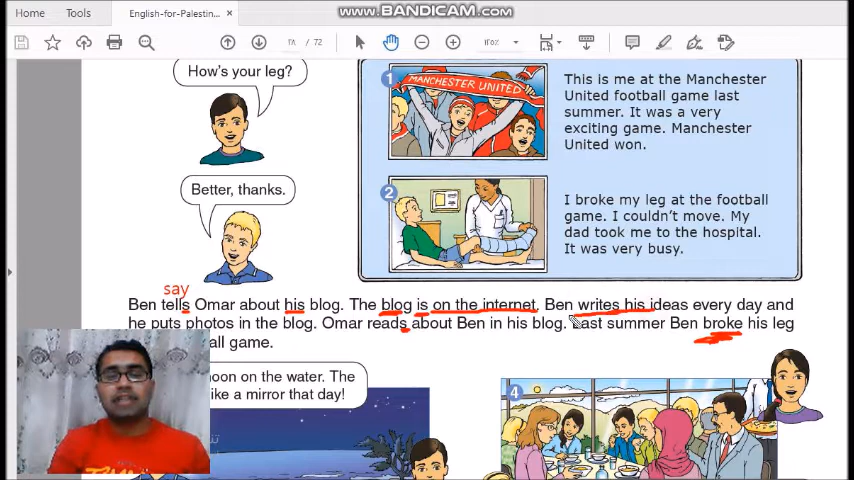 Home
Tools
English-for-Palestin...
www.BANDICAM.com
/ 72
How's your leg?
Better, thanks.
1
MANCHESTER UNITED
This is me at the Manchester
United football game last
summer. It was a very
exciting game. Manchester
United won.
2
I broke my leg at the football
game. I couldn't move. My
dad took me to the hospital.
It was very busy.
say
Ben tells Omar about his blog. The blog is on the internet. Ben writes his ideas every day and
he puts photos in the blog. Omar reads about Ben in his blog. Last summer Ben broke his leg
all game.
moon on the water. The
like a mirror that day!
4